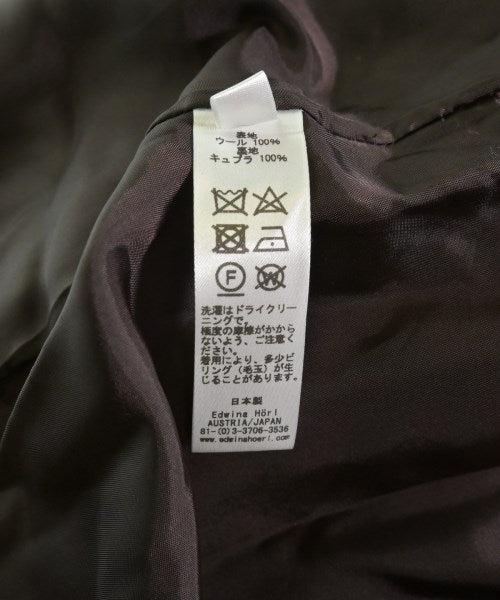 表地
ウール 100%
裏地
キュプラ 100%
F
W
洗濯はドライクリー
ニングで。
極度の摩擦がかから
ないよう、ご注意く
ださい。
着用により、多少ピ
リング(毛玉)が生
じることがあります。
日本製
Edwina Hörl
AUSTRIA/JAPAN
81-(0)3-3706-3536
www.edwinahoerl.com